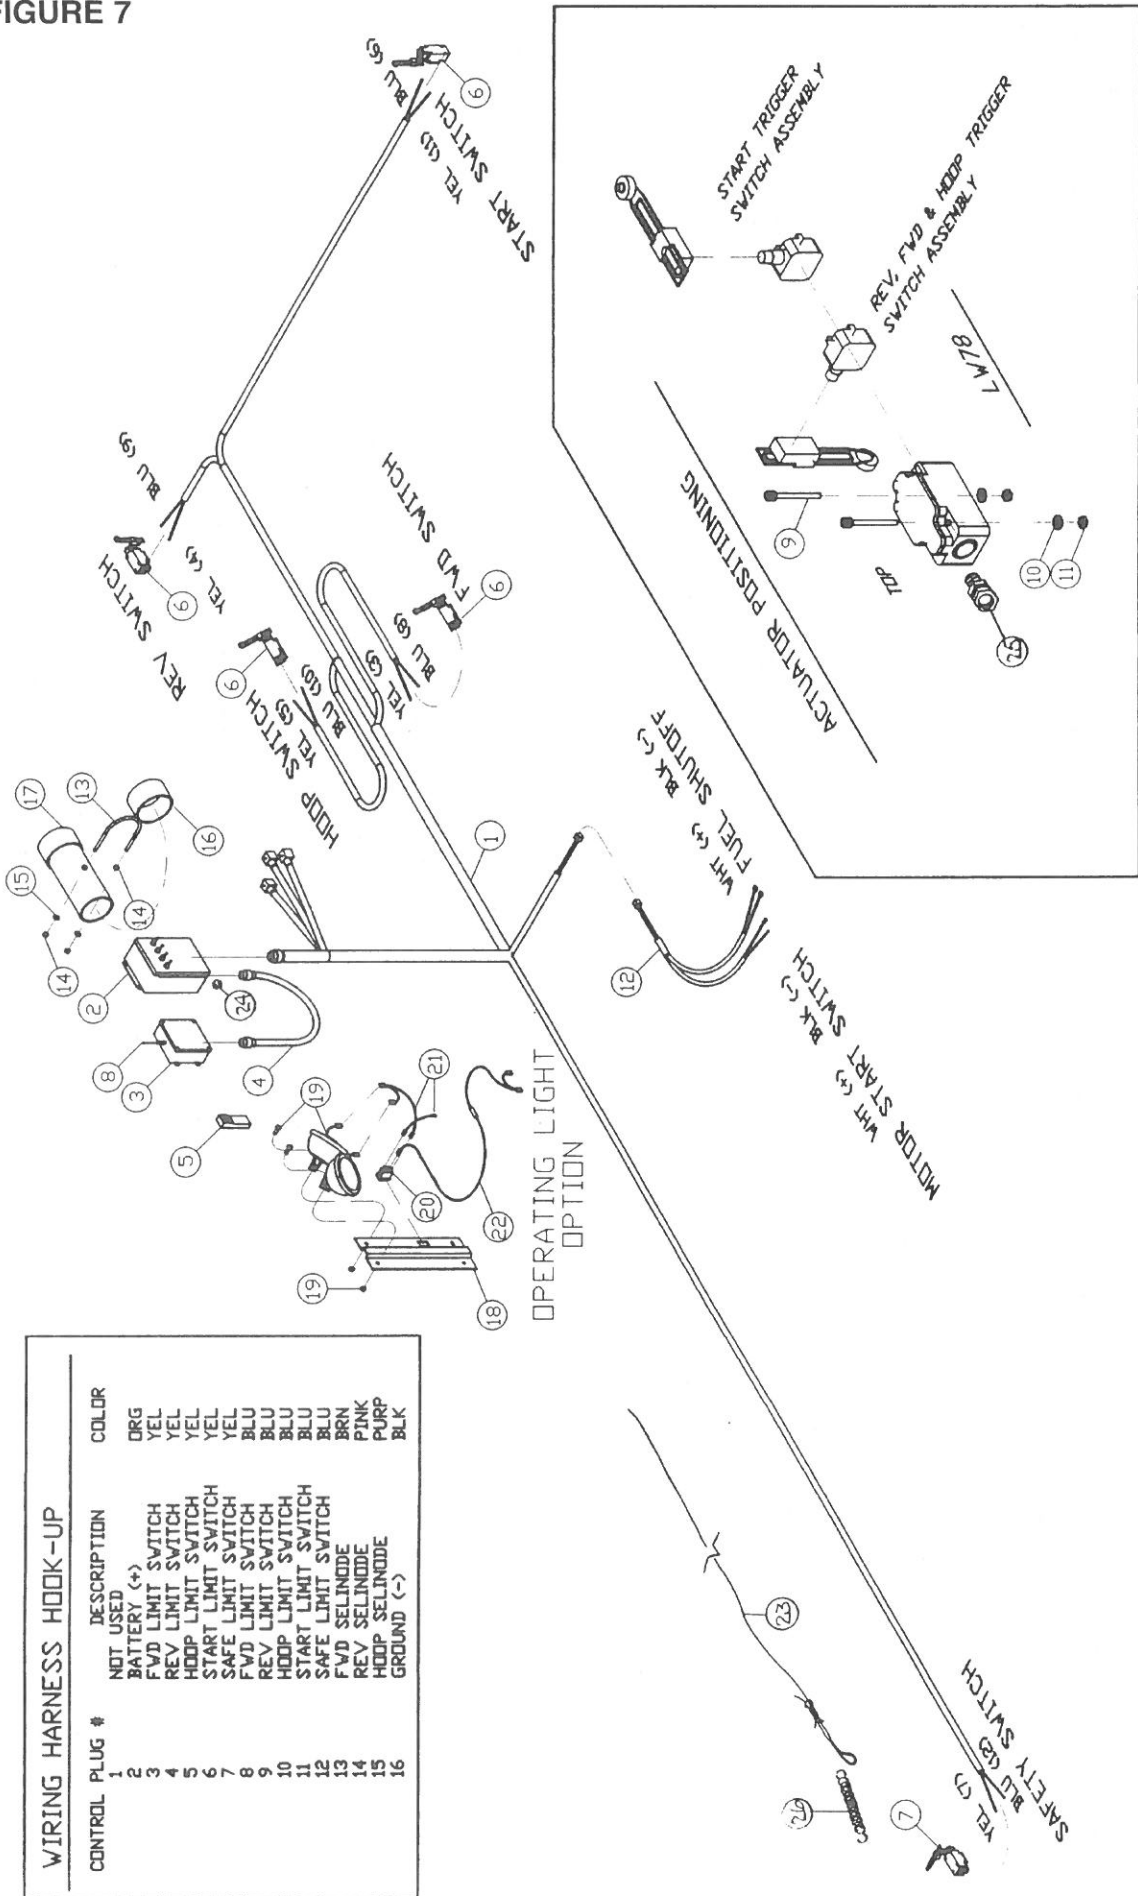 FIGURE 7
WIRING HARNESS HOOK-UP
CONTROL PLUG # DESCRIPTION COLOR
1 NOT USED
2 BATTERY (+) ORG
3 FWD LIMIT SWITCH YEL
4 REV LIMIT SWITCH YEL
5 HOOP LIMIT SWITCH YEL
6 START LIMIT SWITCH YEL
7 SAFE LIMIT SWITCH YEL
8 FWD LIMIT SWITCH BLU
9 REV LIMIT SWITCH BLU
10 HOOP LIMIT SWITCH BLU
11 START LIMIT SWITCH BLU
12 SAFE LIMIT SWITCH BLU
13 FWD SELINODE BRN
14 REV SELINODE PINK
15 HOOP SELINODE PURP
16 GROUND (-) BLK
5
8
3
2
14
15
17
13
14
16
24
4
19
19
21
20
22
18
OPERATING LIGHT
OPTION
REV SWITCH
6
YEL (4)
BLU (9)
HOOP SWITCH
6
YEL (5)
BLU (10)
FWD SWITCH
6
YEL (3)
BLU (8)
START SWITCH
YEL (11)
BLU (6)
6
1
12
WHT (+) BLK (-)
FUEL SHUTOFF
WHT (+) BLK (-)
MOTOR START SWITCH
23
26
7
YEL (7)
BLU (12)
SAFETY SWITCH
ACTUATOR POSITIONING
START TRIGGER
SWITCH ASSEMBLY
REV, FWD & HOOP TRIGGER
SWITCH ASSEMBLY
LW78
9
TOP
10
11
25